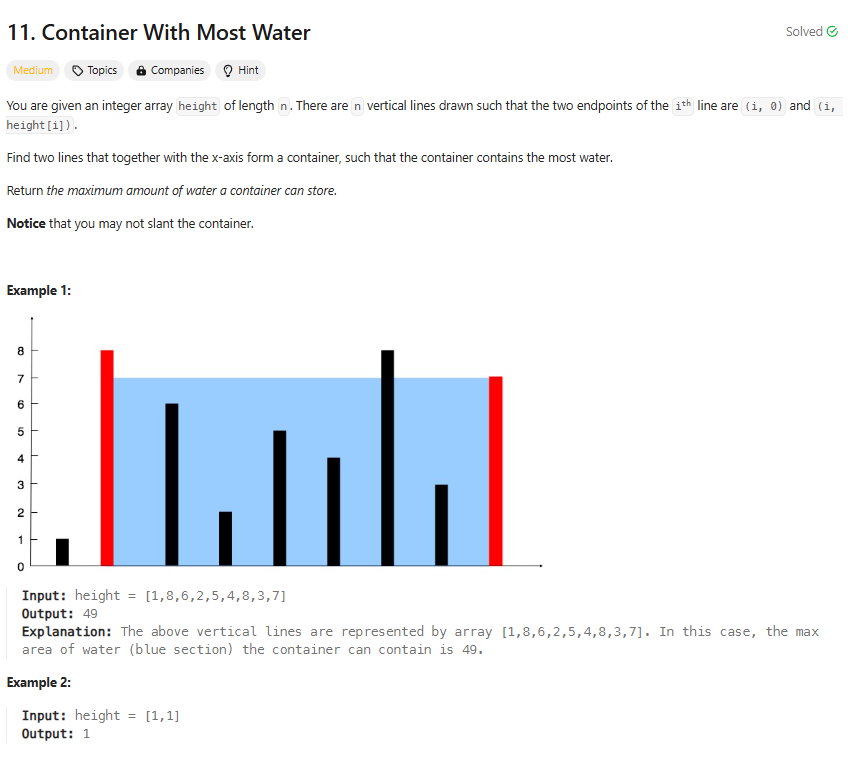 11. Container With Most Water
Solved
Medium
Topics
Companies
Hint
You are given an integer array height of length n. There are n vertical lines drawn such that the two endpoints of the ith line are (i, 0) and (i,
height[i]).
Find two lines that together with the x-axis form a container, such that the container contains the most water.
Return the maximum amount of water a container can store.
Notice that you may not slant the container.
Example 1:
8
7
6
5
4
3
2
1
0
Input: height = [1,8,6,2,5,4,8,3,7]
Output: 49
Explanation: The above vertical lines are represented by array [1,8,6,2,5,4,8,3,7]. In this case, the max
area of water (blue section) the container can contain is 49.
Example 2:
Input: height = [1,1]
Output: 1